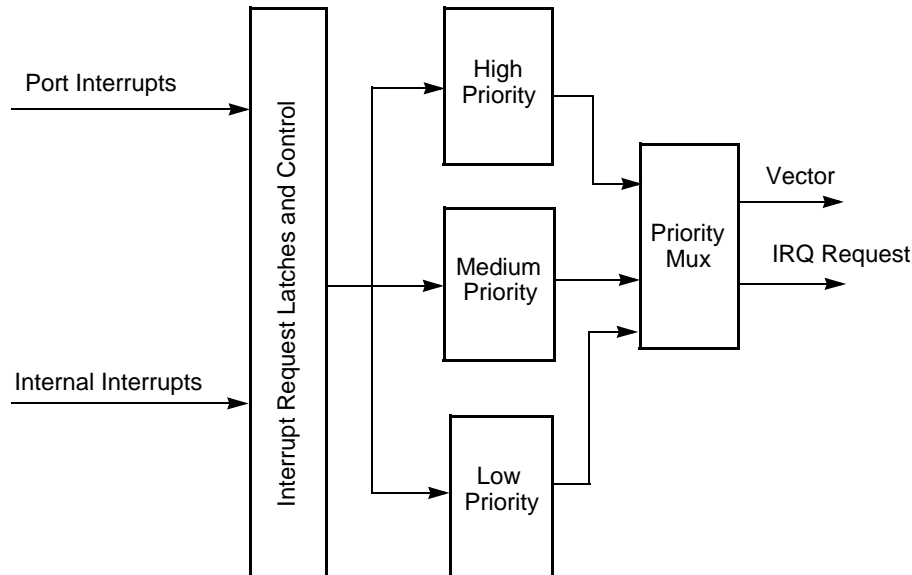 Port Interrupts
Internal Interrupts
Interrupt Request Latches and Control
High
Priority
Medium
Priority
Low
Priority
Priority
Mux
Vector
IRQ Request